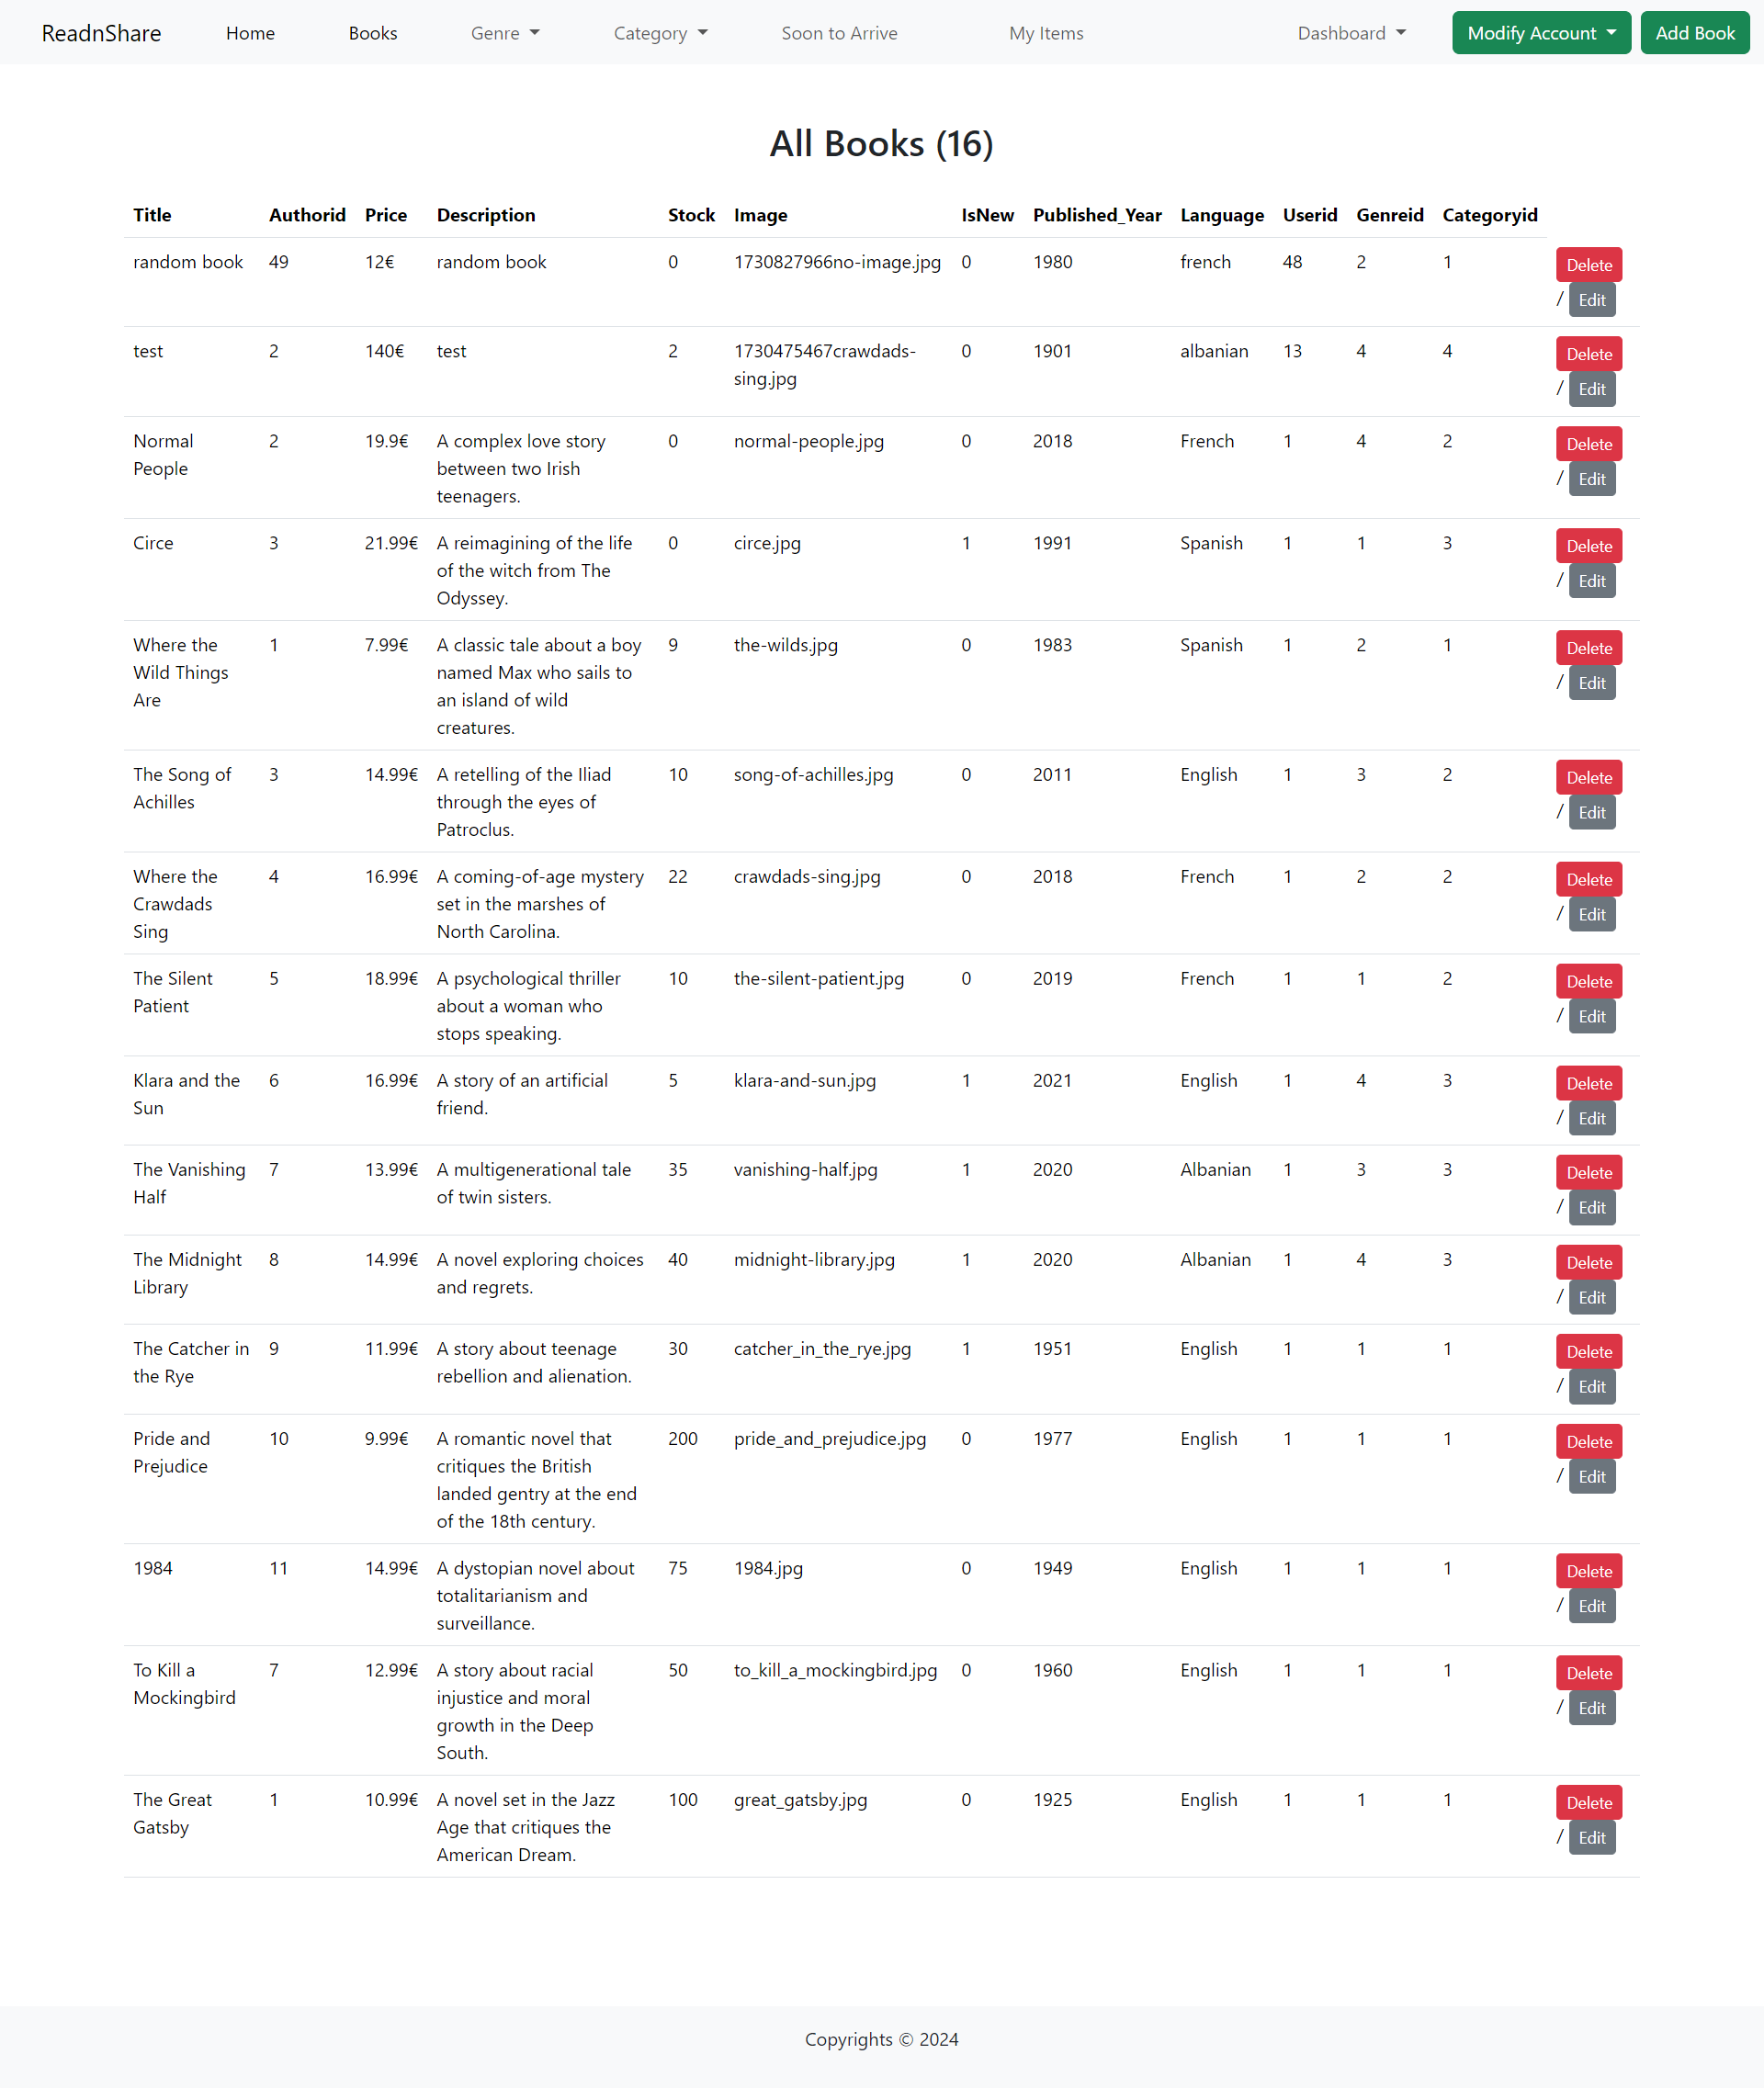 ReadnShare Home Books Genre Category Soon to Arrive My Items Dashboard Modify Account Add Book
All Books (16)
Title Authorid Price Description Stock Image IsNew Published_Year Language Userid Genreid Categoryid
random book 49 12€ random book 0 1730827966no-image.jpg 0 1980 french 48 2 1 Delete
/ Edit
test 2 140€ test 2 1730475467crawdads- 0 1901 albanian 13 4 4 Delete
sing.jpg / Edit
Normal 2 19.9€ A complex love story 0 normal-people.jpg 0 2018 French 1 4 2 Delete
People between two Irish / Edit
teenagers.
Circe 3 21.99€ A reimagining of the life 0 circe.jpg 1 1991 Spanish 1 1 3 Delete
of the witch from The / Edit
Odyssey.
Where the 1 7.99€ A classic tale about a boy 9 the-wilds.jpg 0 1983 Spanish 1 2 1 Delete
Wild Things named Max who sails to / Edit
Are an island of wild
creatures.
The Song of 3 14.99€ A retelling of the Iliad 10 song-of-achilles.jpg 0 2011 English 1 3 2 Delete
Achilles through the eyes of / Edit
Patroclus.
Where the 4 16.99€ A coming-of-age mystery 22 crawdads-sing.jpg 0 2018 French 1 2 2 Delete
Crawdads set in the marshes of / Edit
Sing North Carolina.
The Silent 5 18.99€ A psychological thriller 10 the-silent-patient.jpg 0 2019 French 1 1 2 Delete
Patient about a woman who / Edit
stops speaking.
Klara and the 6 16.99€ A story of an artificial 5 klara-and-sun.jpg 1 2021 English 1 4 3 Delete
Sun friend. / Edit
The Vanishing 7 13.99€ A multigenerational tale 35 vanishing-half.jpg 1 2020 Albanian 1 3 3 Delete
Half of twin sisters. / Edit
The Midnight 8 14.99€ A novel exploring choices 40 midnight-library.jpg 1 2020 Albanian 1 4 3 Delete
Library and regrets. / Edit
The Catcher in 9 11.99€ A story about teenage 30 catcher_in_the_rye.jpg 1 1951 English 1 1 1 Delete
the Rye rebellion and alienation. / Edit
Pride and 10 9.99€ A romantic novel that 200 pride_and_prejudice.jpg 0 1977 English 1 1 1 Delete
Prejudice critiques the British / Edit
landed gentry at the end
of the 18th century.
1984 11 14.99€ A dystopian novel about 75 1984.jpg 0 1949 English 1 1 1 Delete
totalitarianism and / Edit
surveillance.
To Kill a 7 12.99€ A story about racial 50 to_kill_a_mockingbird.jpg 0 1960 English 1 1 1 Delete
Mockingbird injustice and moral / Edit
growth in the Deep
South.
The Great 1 10.99€ A novel set in the Jazz 100 great_gatsby.jpg 0 1925 English 1 1 1 Delete
Gatsby Age that critiques the / Edit
American Dream.
Copyrights © 2024